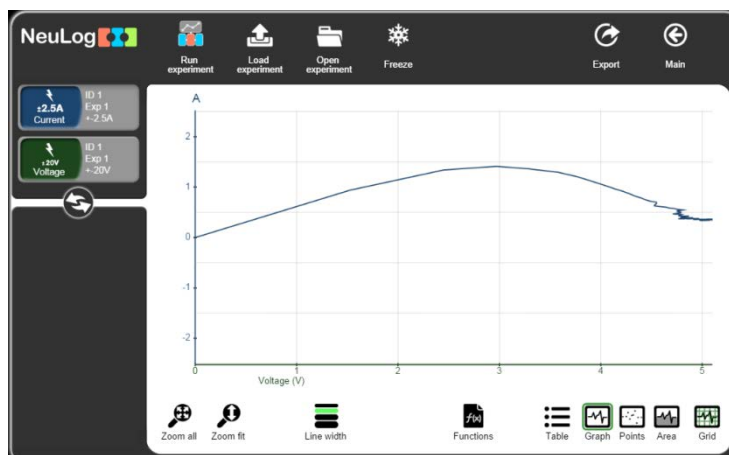 NeuLog
Run
experiment
Load
experiment
Open
experiment
Freeze
Export
Main
±2.5A
Current
ID 1
Exp 1
+-2.5A
±20V
Voltage
ID 1
Exp 1
+-20V
A
2
1
0
-1
-2
0
1
2
3
4
5
Voltage (V)
Zoom all
Zoom fit
Line width
f(x)
Functions
Table
Graph
Points
Area
Grid